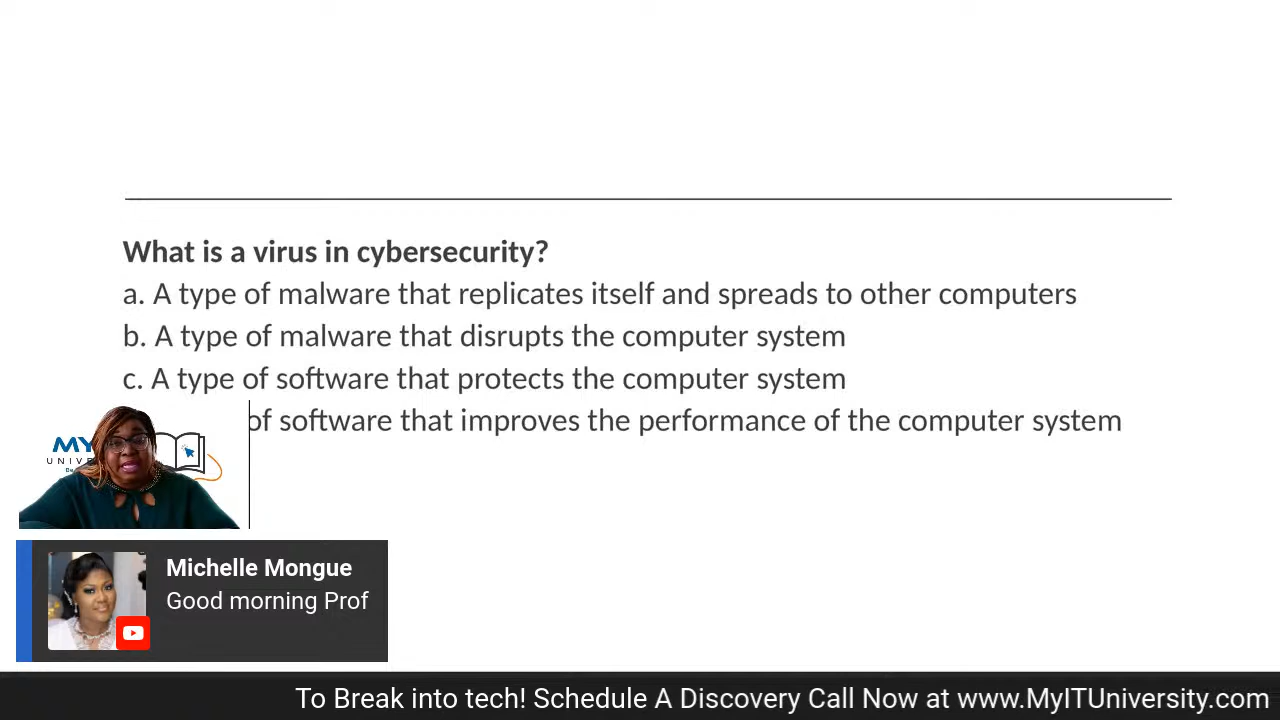 What is a virus in cybersecurity?
a. A type of malware that replicates itself and spreads to other computers
b. A type of malware that disrupts the computer system
c. A type of software that protects the computer system
of software that improves the performance of the computer system
MY
UNIVE
Michelle Mongue
Good morning Prof
To Break into tech! Schedule A Discovery Call Now at www.MyITUniversity.com